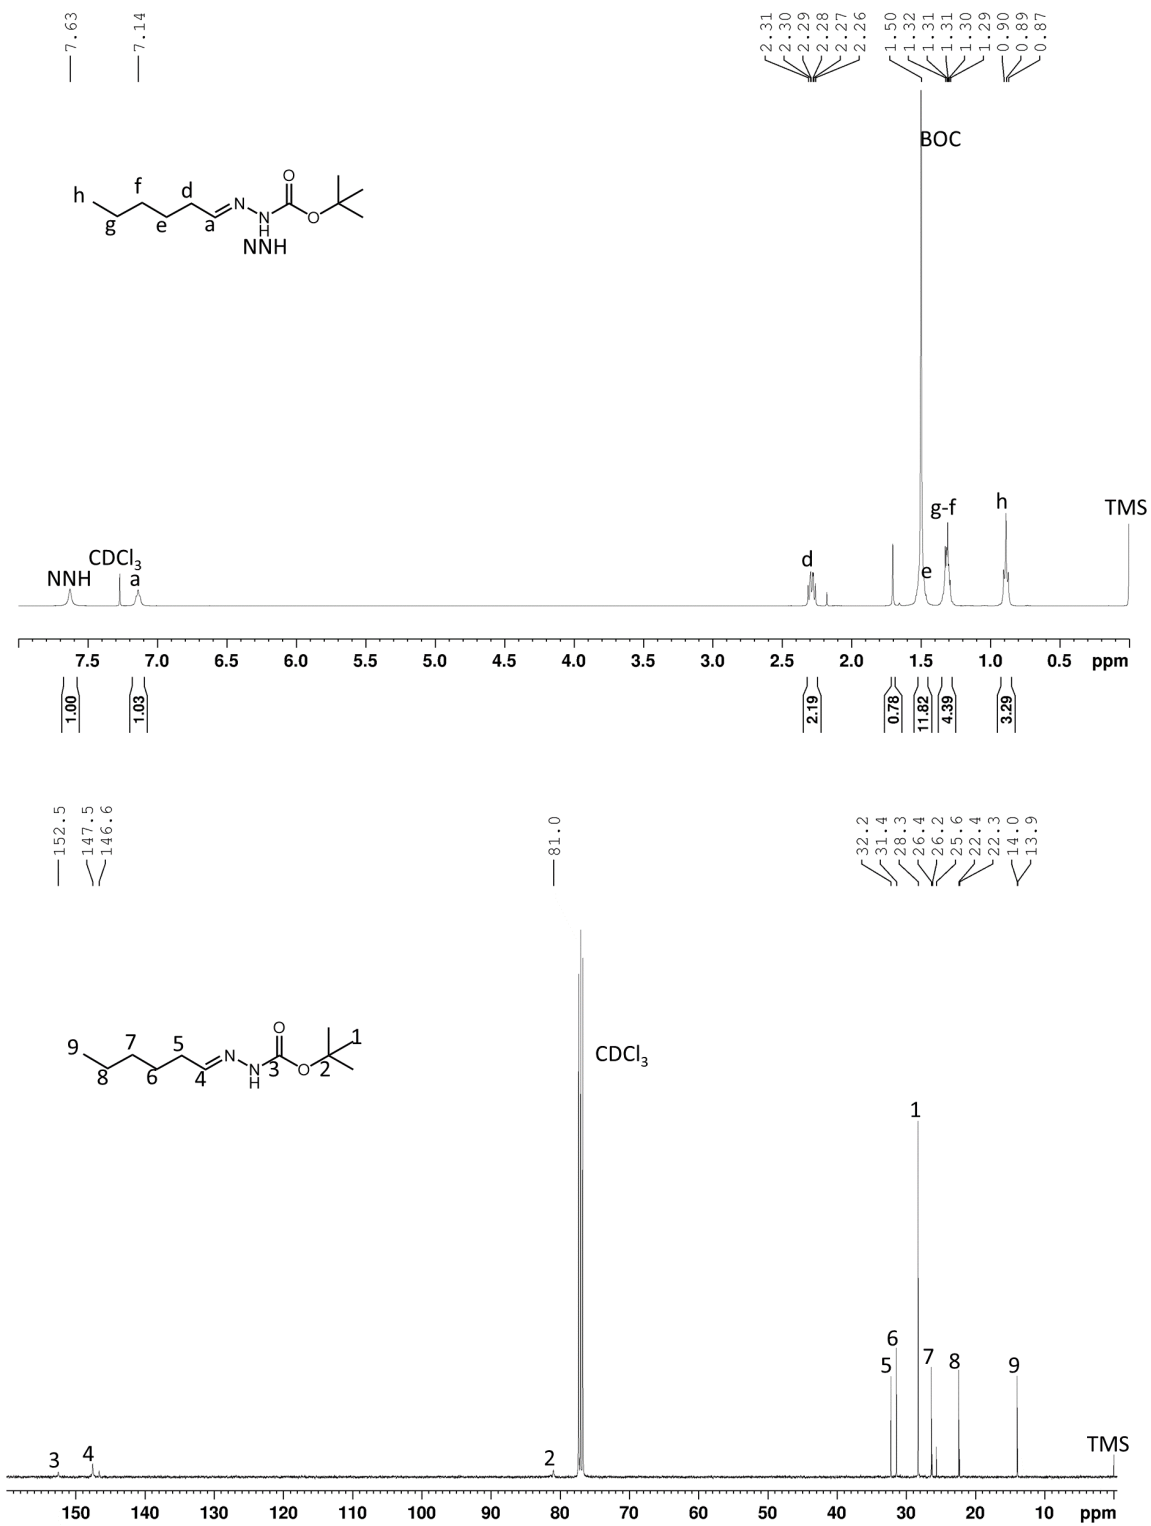 7.63
7.14
2.31
2.30
2.29
2.28
2.27
2.26
1.50
1.32
1.31
1.31
1.30
1.29
0.90
0.89
0.87
BOC
O
h f d N O
g e a N
H
NNH
g-f
h
TMS
CDCl3
NNH a
d
e
7.5 7.0 6.5 6.0 5.5 5.0 4.5 4.0 3.5 3.0 2.5 2.0 1.5 1.0 0.5 ppm
1.00
1.03
2.19
0.78
11.82
4.39
3.29
152.5
147.5
146.6
81.0
32.2
31.4
28.3
26.4
26.2
25.6
22.4
22.3
14.0
13.9
O
9 7 5 N 1
8 6 4 N 3 O 2
H
CDCl3
1
6
5 7 8 9
TMS
3 4 2
150 140 130 120 110 100 90 80 70 60 50 40 30 20 10 ppm